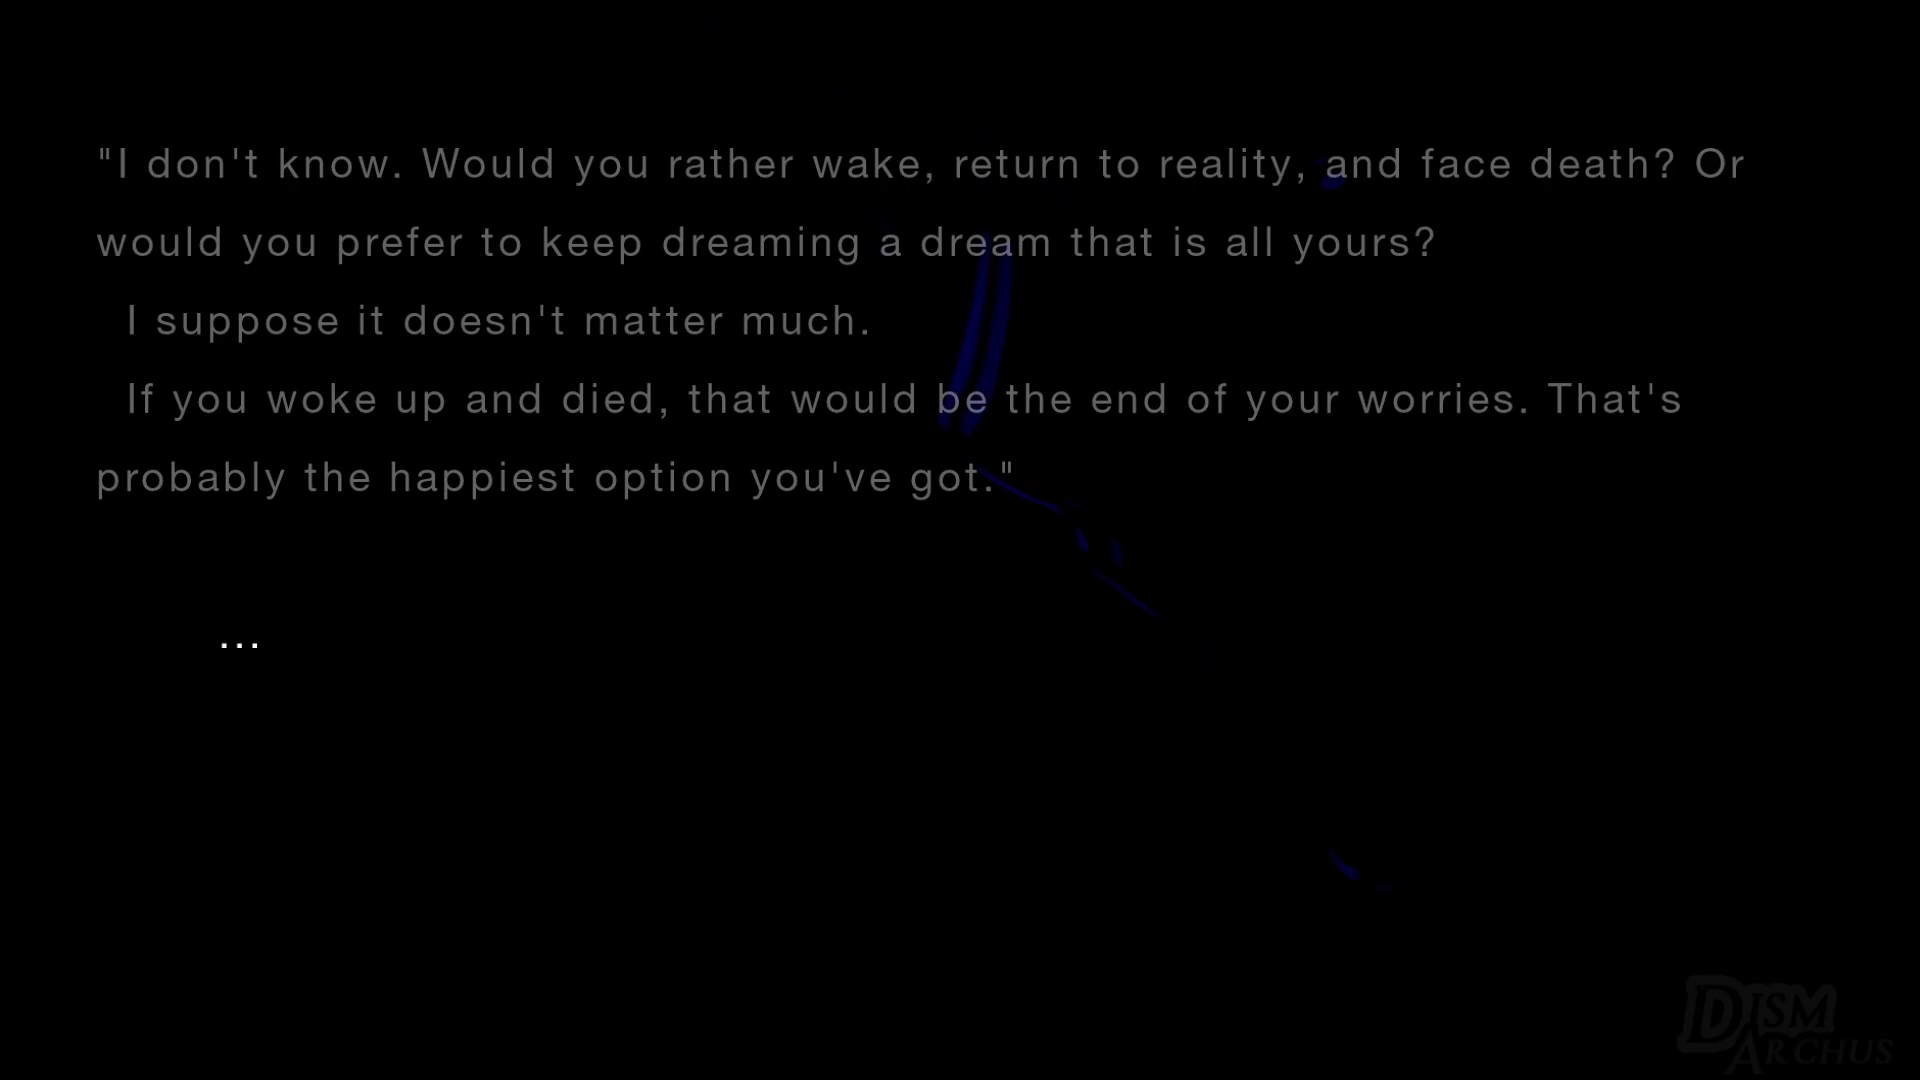 "I don't know. Would you rather wake, return to reality, and face death? Or
would you prefer to keep dreaming a dream that is all yours?
I suppose it doesn't matter much.
If you woke up and died, that would be the end of your worries. That's
probably the happiest option you've got."
...
DISM
ARCHUS